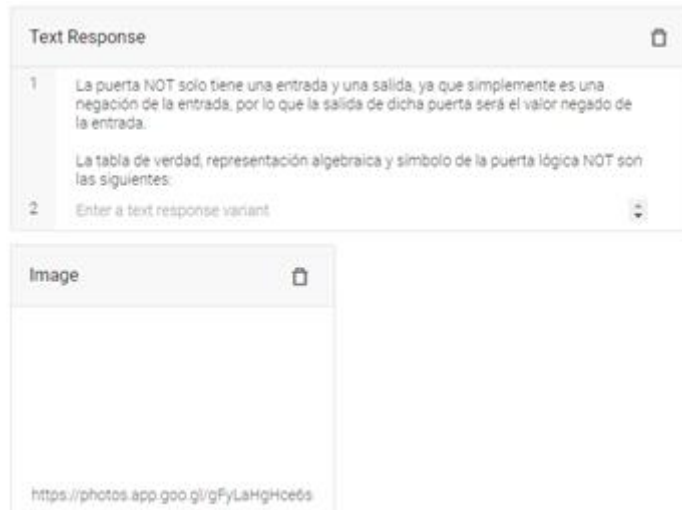 Text Response
1 La puerta NOT solo tiene una entrada y una salida, ya que simplemente es una
negación de la entrada, por lo que la salida de dicha puerta será el valor negado de
la entrada.
La tabla de verdad, representación algebraica y símbolo de la puerta lógica NOT son
las siguientes:
2 Enter a text response variant
Image
https://photos.app.goo.gl/gFyLaHgHce6s